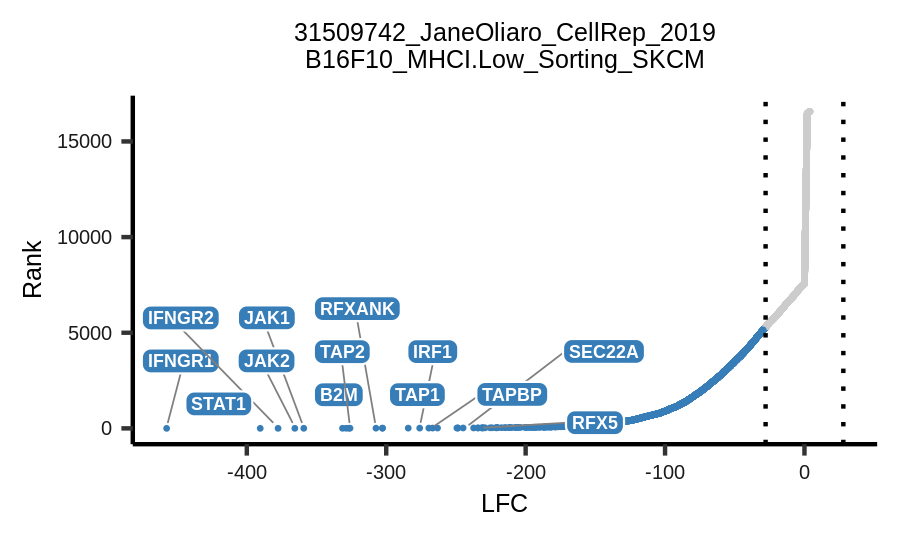 31509742_JaneOliaro_CellRep_2019
B16F10_MHCI.Low_Sorting_SKCM
Rank
15000
10000
5000
0
IFNGR2
JAK1
RFXANK
IFNGR1
JAK2
TAP2
IRF1
SEC22A
STAT1
B2M
TAP1
TAPBP
RFX5
-400
-300
-200
-100
0
LFC